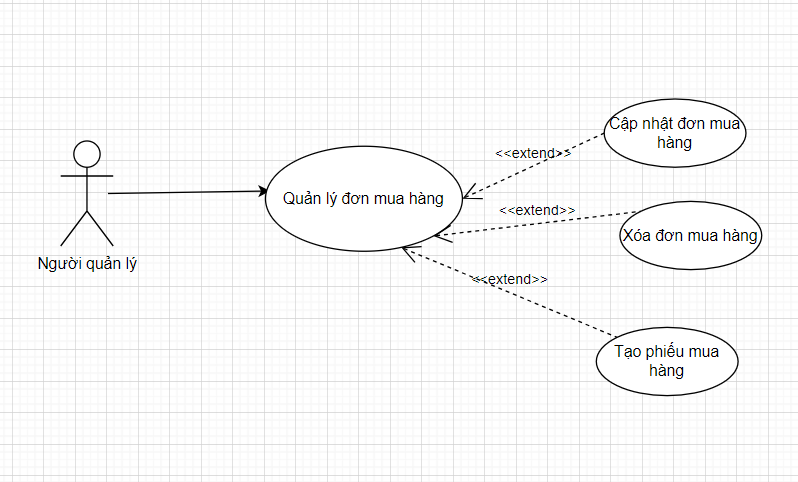 Cập nhật đơn mua
hàng
<<extend>>
Quản lý đơn mua hàng
<<extend>>
Xóa đơn mua hàng
Người quản lý
<<extend>>
Tạo phiếu mua
hàng